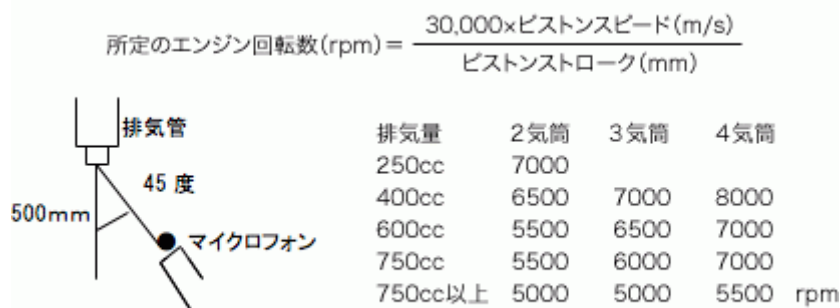 所定のエンジン回転数(rpm)= 30,000×ピストンスピード(m/s)
ピストンストローク(mm)
排気管
45 度
500mm
マイクロフォン
排気量 2気筒 3気筒 4気筒
250cc 7000
400cc 6500 7000 8000
600cc 5500 6500 7000
750cc 5500 6000 7000
750cc以上 5000 5000 5500 rpm